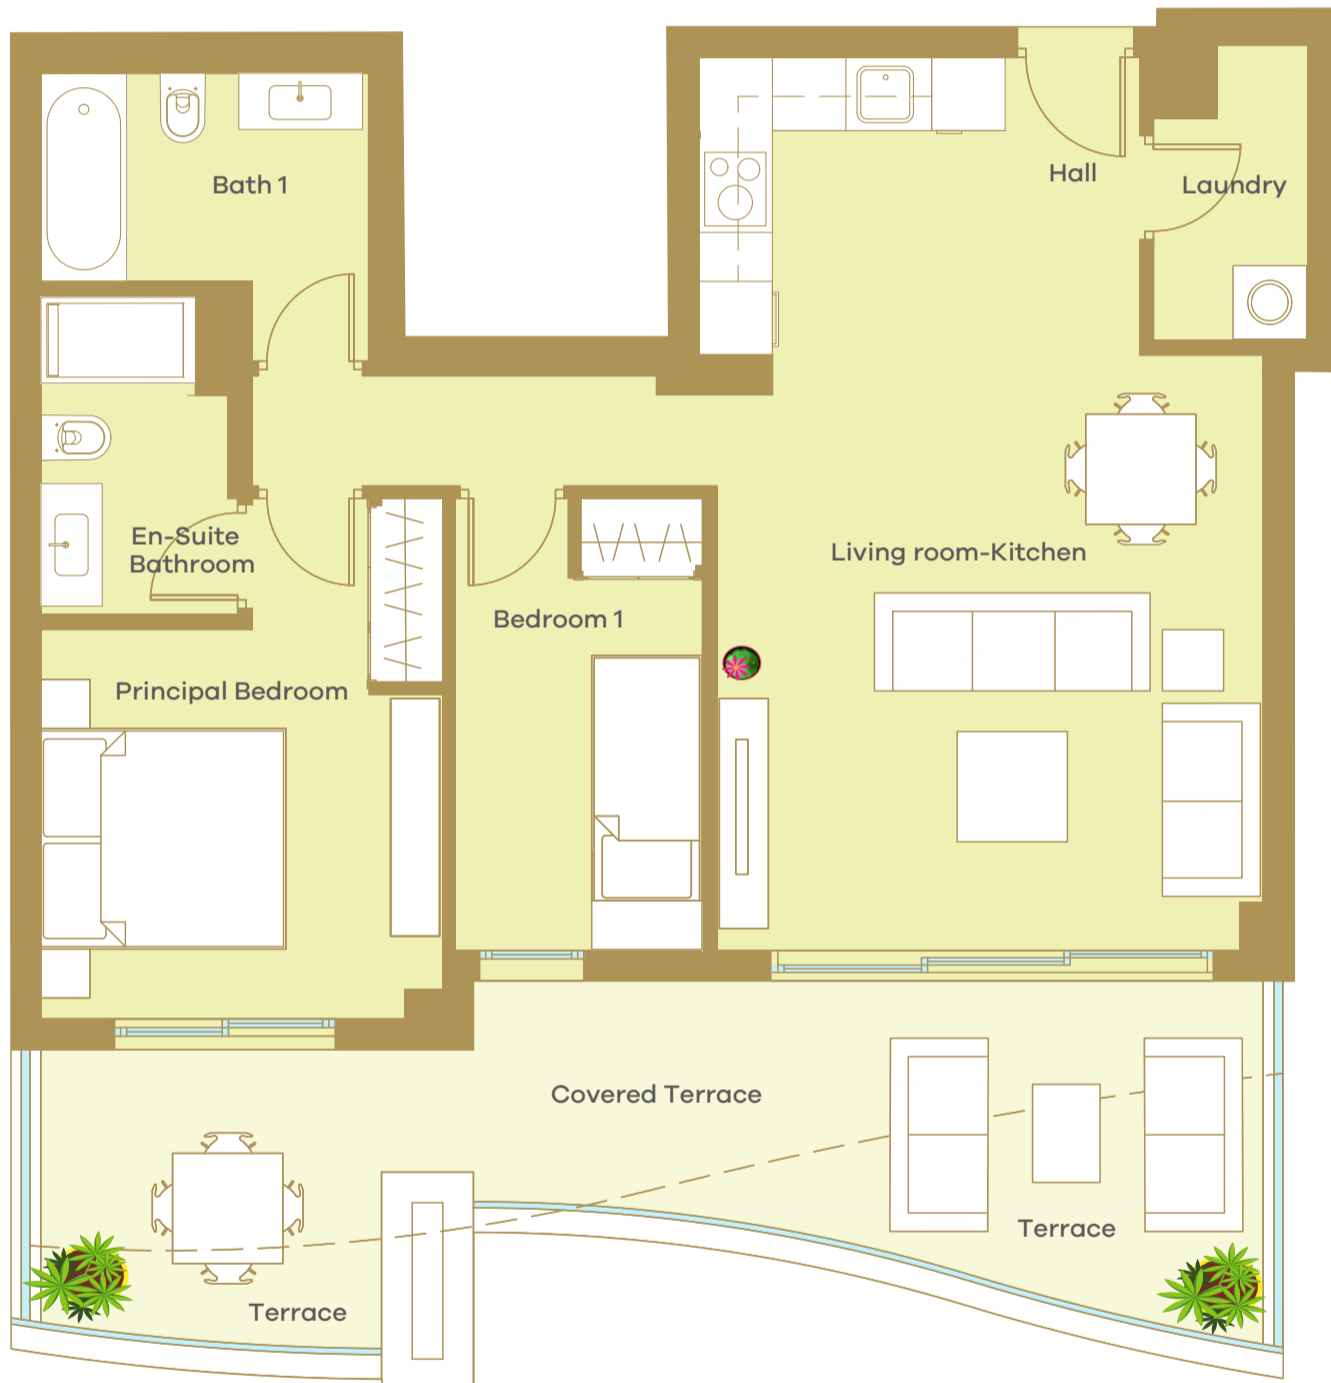 Bath 1
Hall
Laundry
En-Suite
Bathroom
Living room-Kitchen
Bedroom 1
Principal Bedroom
Covered Terrace
Terrace
Terrace